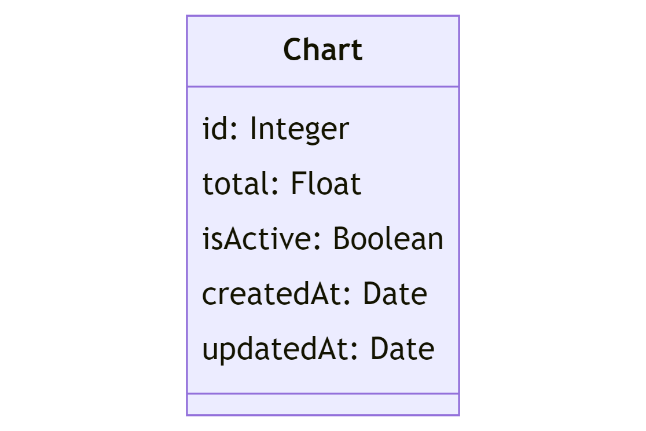 Chart
id: Integer
total: Float
isActive: Boolean
createdAt: Date
updatedAt: Date